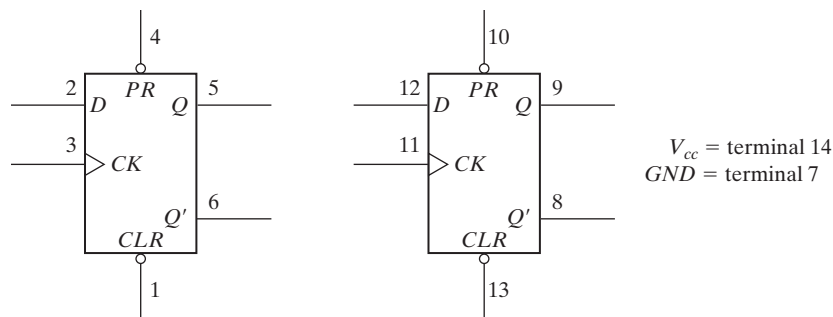 4
10
2
PR
5
12
PR
9
D
Q
D
Q
3
11
CK
CK
V_cc = terminal 14
GND = terminal 7
6
8
Q′
Q′
CLR
CLR
1
13